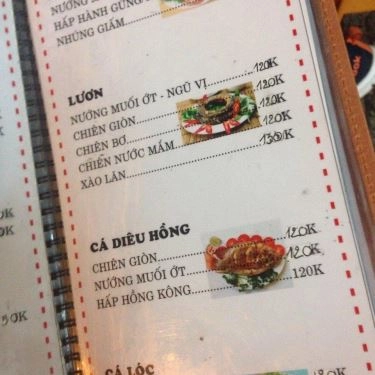 NƯỚNG
HẤP HÀNH GỪNG
NHÚNG GIẤM
LƯƠN
NƯỚNG MUỐI ỚT - NGŨ VỊ 120K
CHIÊN GIÒN 120K
CHIÊN BƠ 120K
CHIÊN NƯỚC MẮM 120K
XÀO LĂN 130K
CÁ DIÊU HỒNG
CHIÊN GIÒN 120K
NƯỚNG MUỐI ỚT 120K
HẤP HỒNG KÔNG 120K
CÁ LÓC